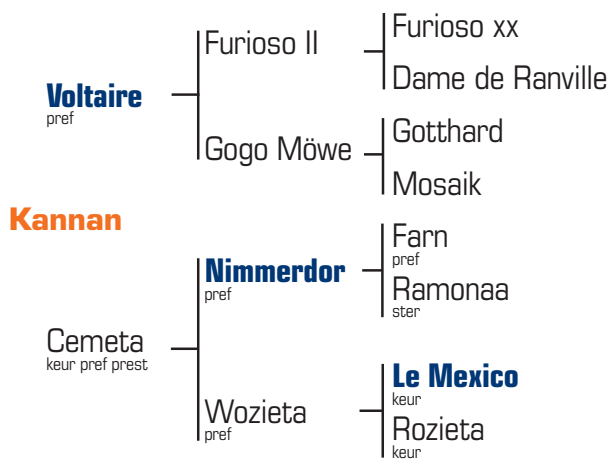 Furioso xx
Furioso II
Dame de Ranville
Voltaire
pref
Gotthard
Gogo Möwe
Mosaik
Kannan
Farn
pref
Nimmerdor
pref
Ramonaa
ster
Cemeta
keur pref prest
Le Mexico
keur
Wozieta
pref
Rozieta
keur